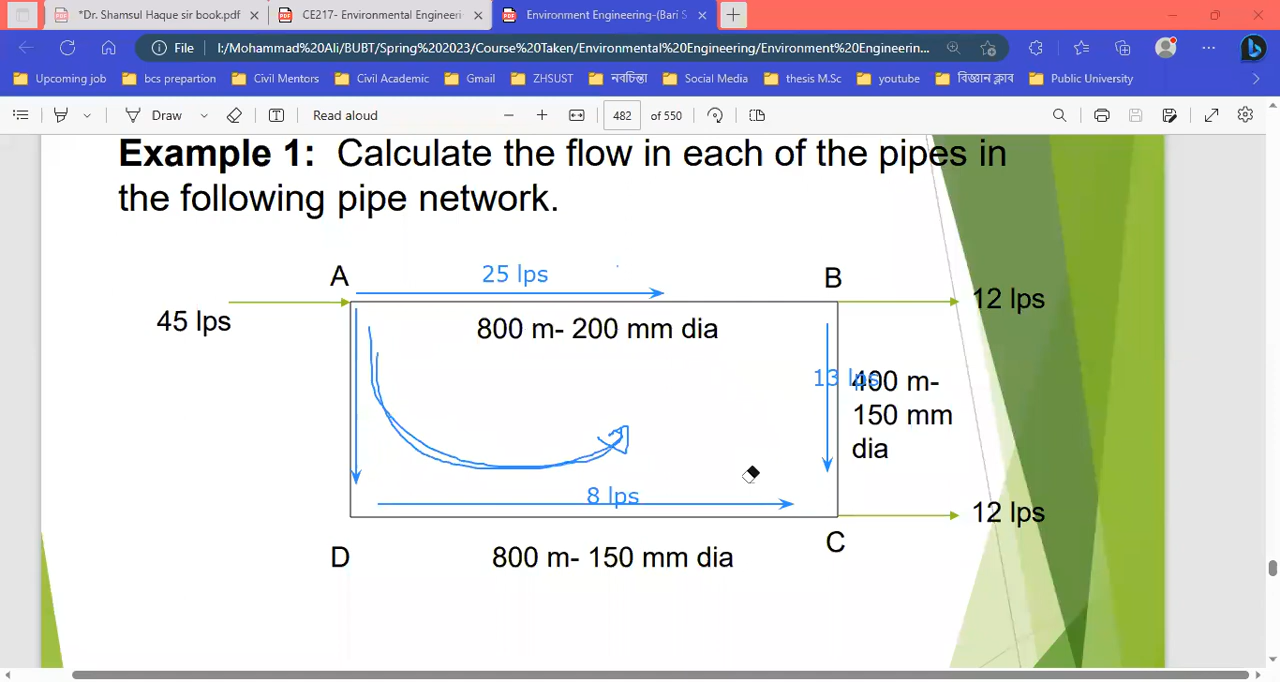 *Dr. Shamsul Haque sir book.pdf
CE217- Environmental Engineeri
Environment Engineering-(Bari S
File
I:/Mohammad%20Ali/BUBT/Spring%202023/Course%20Taken/Environmental%20Engineering/Environment%20Engineerin...
Upcoming job
bcs prepartion
Civil Mentors
Civil Academic
Gmail
ZHSUST
নবচিন্তা
Social Media
thesis M.Sc
youtube
বিজ্ঞান ক্লাব
Public University
Draw
Read aloud
482
of 550
Example 1: Calculate the flow in each of the pipes in
the following pipe network.
A
25 lps
B
45 lps
12 lps
800 m- 200 mm dia
13 lps
400 m-
150 mm
dia
8 lps
12 lps
D
800 m- 150 mm dia
C